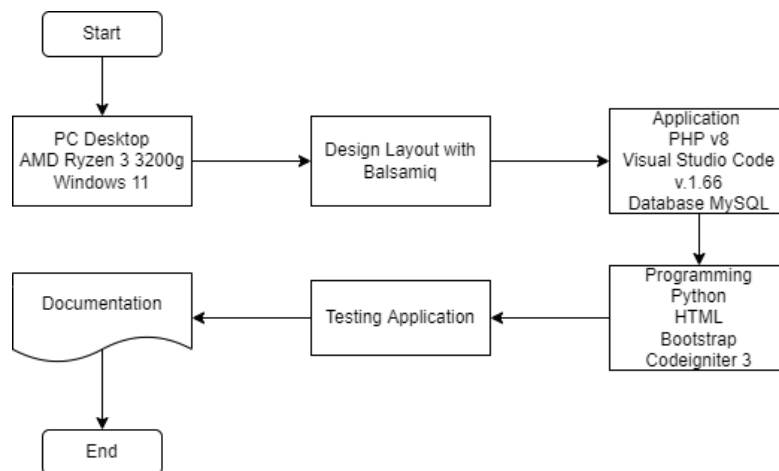 Start
PC Desktop
AMD Ryzen 3 3200g
Windows 11
Design Layout with
Balsamiq
Application
PHP v8
Visual Studio Code
v.1.66
Database MySQL
Programming
Python
HTML
Bootstrap
Codeigniter 3
Testing Application
Documentation
End